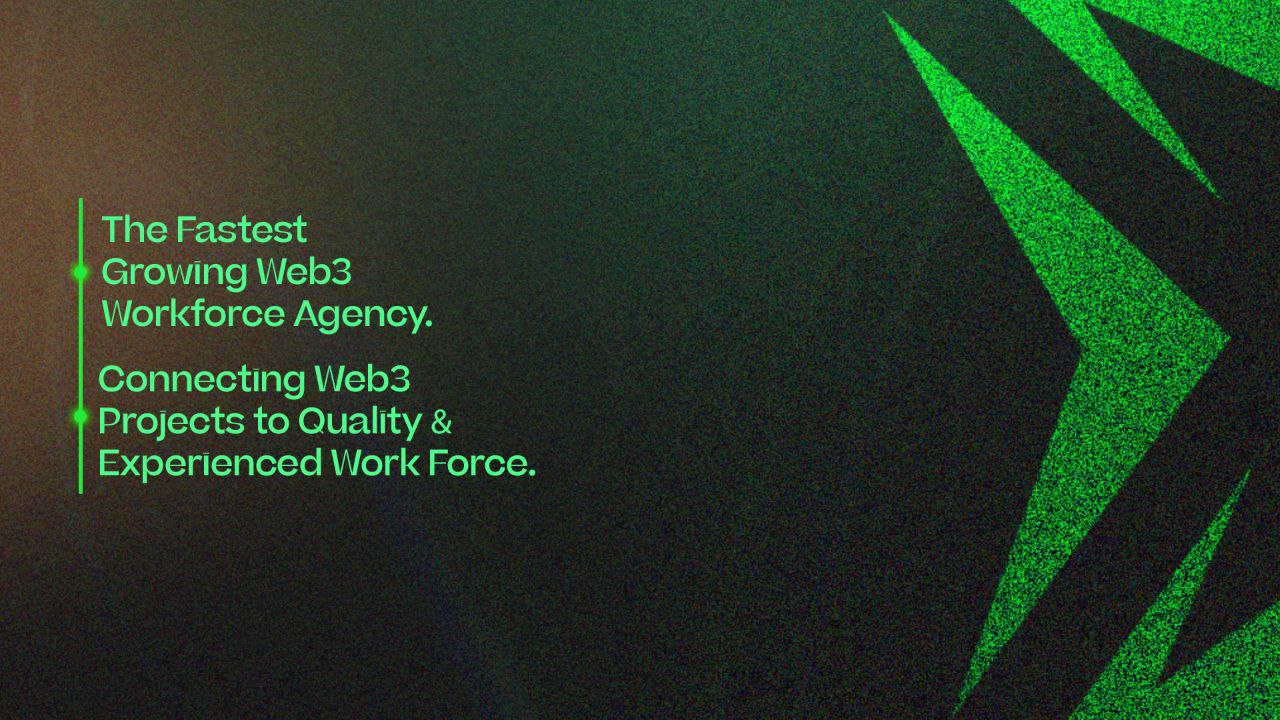 The Fastest
Growing Web3
Workforce Agency.
Connecting Web3
Projects to Quality &
Experienced Work Force.